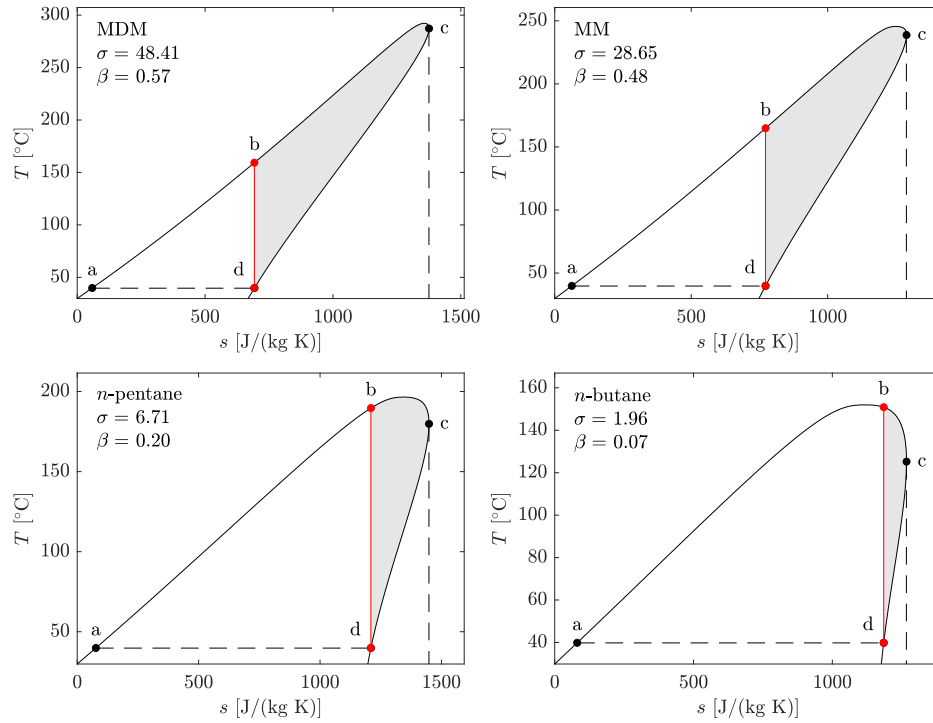 MDM
σ = 48.41
β = 0.57
300
250
200
150
100
50
T [°C]
a
b
c
d
0
500
1000
1500
s [J/(kg K)]
MM
σ = 28.65
β = 0.48
250
200
150
100
50
T [°C]
a
b
c
d
0
500
1000
s [J/(kg K)]
n-pentane
σ = 6.71
β = 0.20
200
150
100
50
T [°C]
a
b
c
d
0
500
1000
1500
s [J/(kg K)]
n-butane
σ = 1.96
β = 0.07
160
140
120
100
80
60
40
T [°C]
a
b
c
d
0
500
1000
s [J/(kg K)]